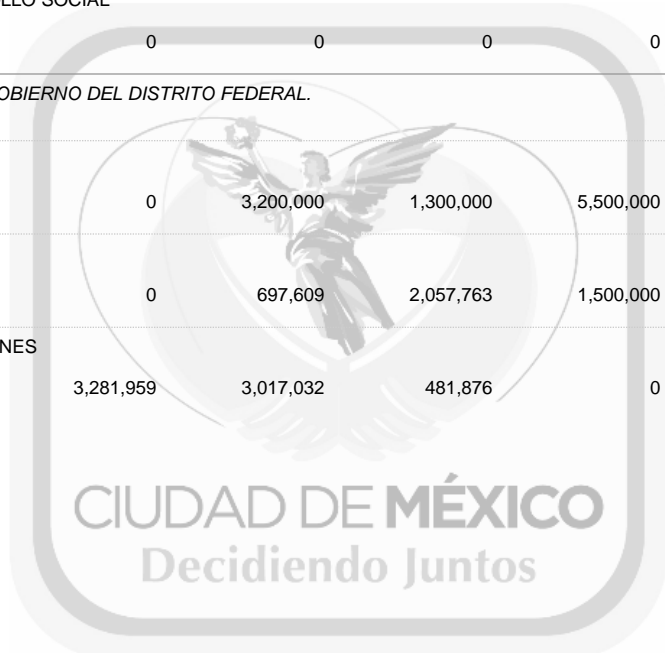 LLO SOCIAL
0 0 0 0
OBIERNO DEL DISTRITO FEDERAL.
0 3,200,000 1,300,000 5,500,000
0 697,609 2,057,763 1,500,000
NES
3,281,959 3,017,032 481,876 0
CIUDAD DE MÉXICO
Decidiendo Juntos